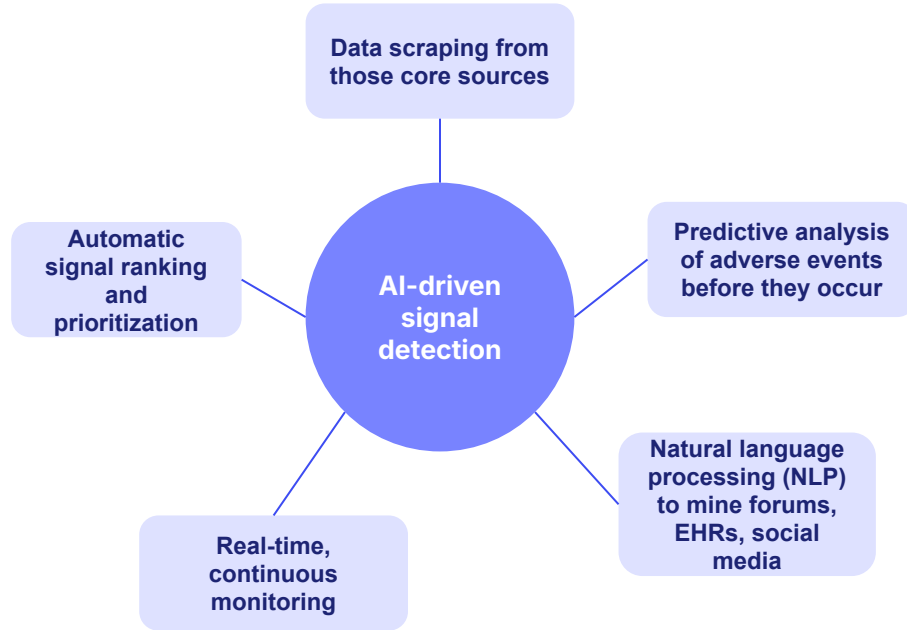 Data scraping from
those core sources
Automatic
signal ranking
and
prioritization
Predictive analysis
of adverse events
before they occur
AI-driven
signal
detection
Natural language
processing (NLP)
to mine forums,
EHRs, social
media
Real-time,
continuous
monitoring